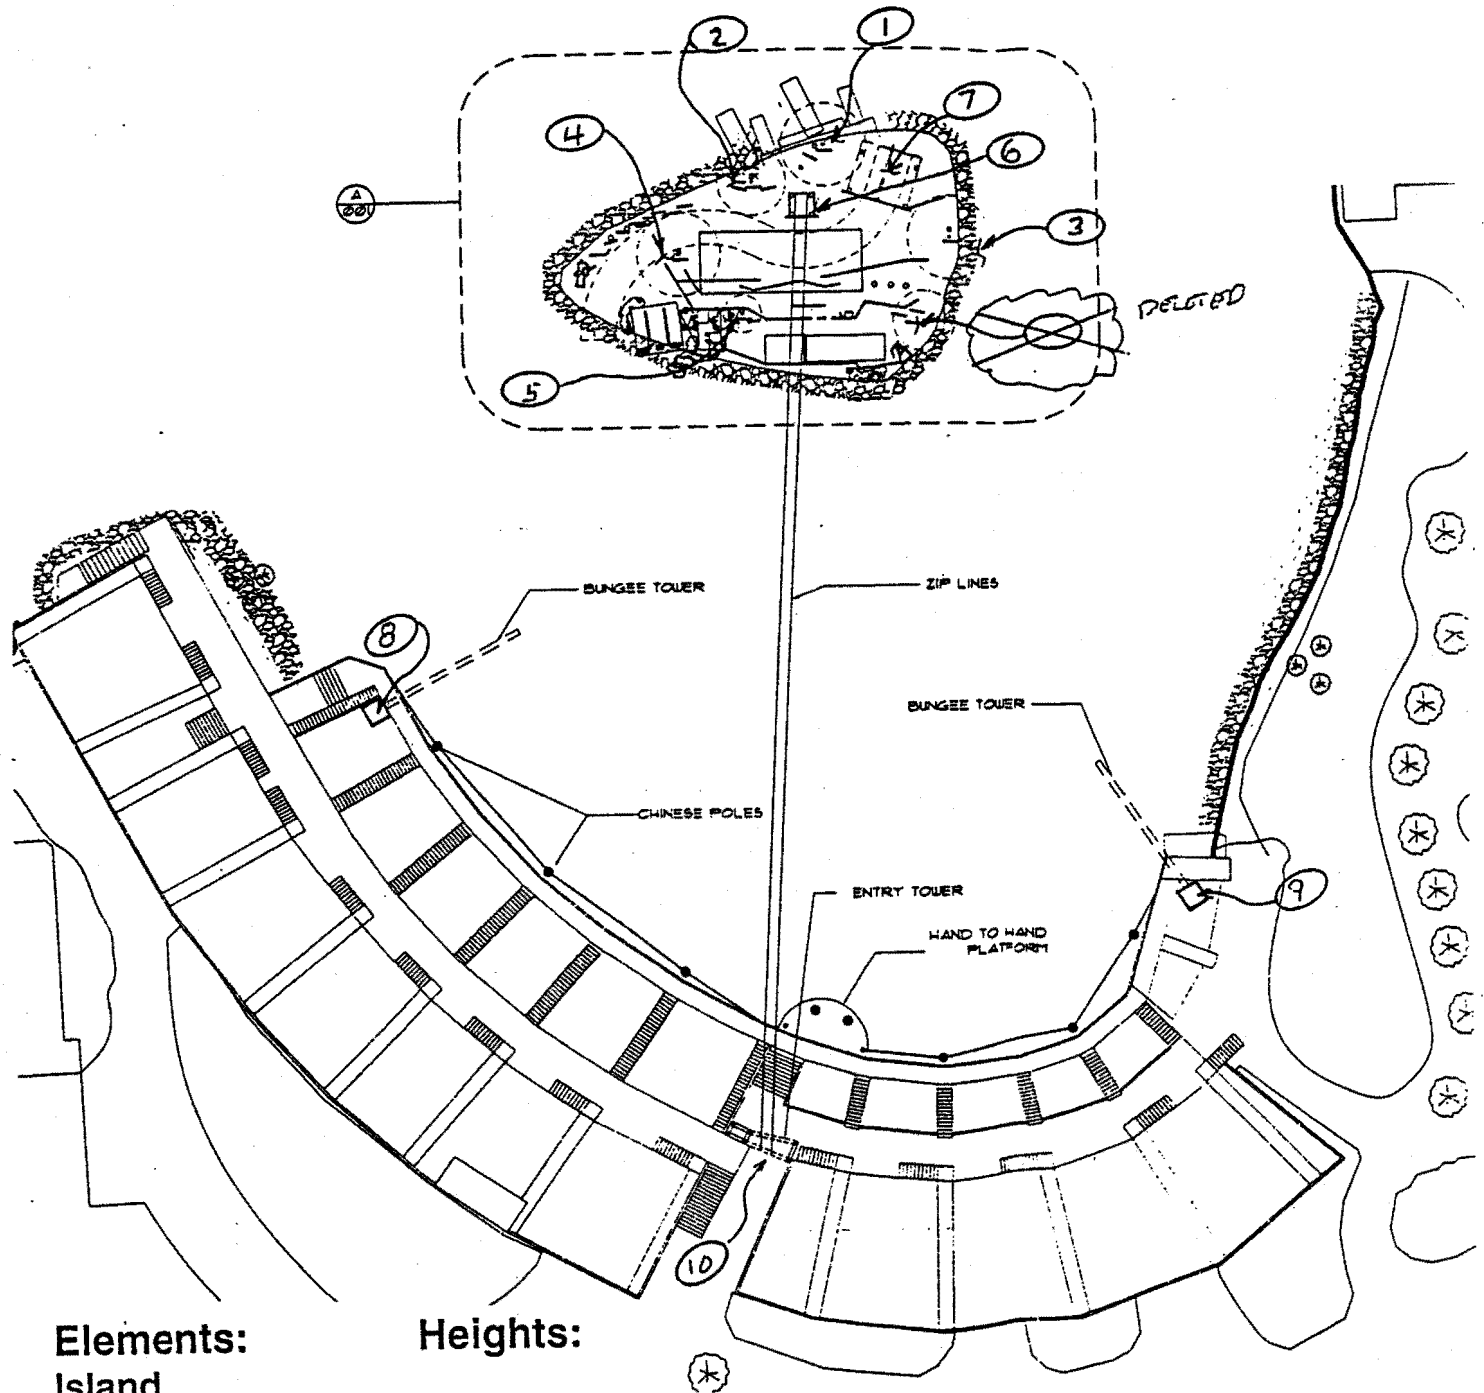 2
1
7
4
6
A
001
3
DELETED
5
BUNGEE TOWER
ZIP LINES
8
BUNGEE TOWER
CHINESE POLES
9
ENTRY TOWER
HAND TO HAND
PLATFORM
10
Elements:
Heights:
Island